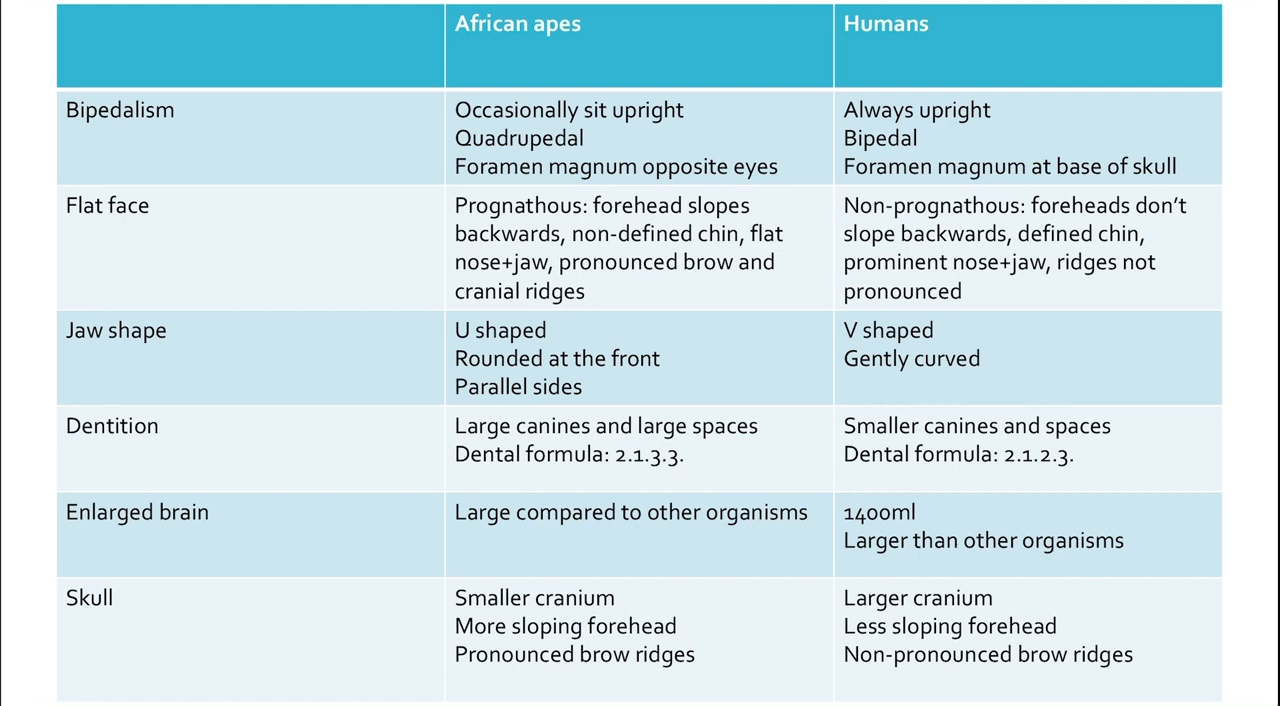 African apes
Humans
Bipedalism
Occasionally sit upright
Quadrupedal
Foramen magnum opposite eyes
Always upright
Bipedal
Foramen magnum at base of skull
Flat face
Prognathous: forehead slopes
backwards, non-defined chin, flat
nose+jaw, pronounced brow and
cranial ridges
Non-prognathous: foreheads don’t
slope backwards, defined chin,
prominent nose+jaw, ridges not
pronounced
Jaw shape
U shaped
Rounded at the front
Parallel sides
V shaped
Gently curved
Dentition
Large canines and large spaces
Dental formula: 2.1.3.3.
Smaller canines and spaces
Dental formula: 2.1.2.3.
Enlarged brain
Large compared to other organisms
1400ml
Larger than other organisms
Skull
Smaller cranium
More sloping forehead
Pronounced brow ridges
Larger cranium
Less sloping forehead
Non-pronounced brow ridges